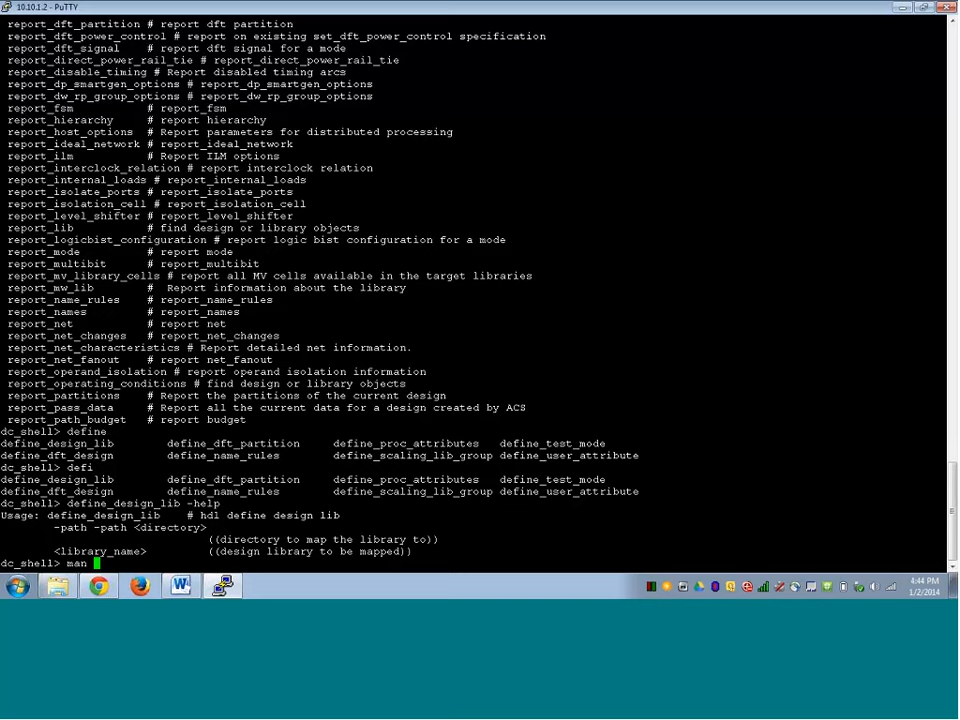 10.10.1.2 - PuTTY
report_dft_partition # report dft partition
report_dft_power_control # report on existing set_dft_power_control specification
report_dft_signal    # report dft signal for a mode
report_direct_power_rail_tie # report_direct_power_rail_tie
report_disable_timing # Report disabled timing arcs
report_dp_smartgen_options # report_dp_smartgen_options
report_dw_rp_group_options # report_dw_rp_group_options
report_fsm           # report_fsm
report_hierarchy     # report hierarchy
report_host_options  # Report parameters for distributed processing
report_ideal_network # report_ideal_network
report_ilm           # Report ILM options
report_interclock_relation # report interclock relation
report_internal_loads # report_internal_loads
report_isolate_ports # report_isolate_ports
report_isolation_cell # report_isolation_cell
report_level_shifter # report_level_shifter
report_lib           # find design or library objects
report_logicbist_configuration # report logic bist configuration for a mode
report_mode          # report mode
report_multibit      # report_multibit
report_mv_library_cells # report all MV cells available in the target libraries
report_mw_lib        #  Report information about the library
report_name_rules    # report_name_rules
report_names         # report_names
report_net           # report net
report_net_changes   # report_net_changes
report_net_characteristics # Report detailed net information.
report_net_fanout    # report net_fanout
report_operand_isolation # report operand isolation information
report_operating_conditions # find design or library objects
report_partitions    # Report the partitions of the current design
report_pass_data     # Report all the current data for a design created by ACS
report_path_budget   # report budget
dc_shell> define
define_design_lib        define_dft_partition     define_proc_attributes   define_test_mode
define_dft_design        define_name_rules        define_scaling_lib_group define_user_attribute
dc_shell> defi
define_design_lib        define_dft_partition     define_proc_attributes   define_test_mode
define_dft_design        define_name_rules        define_scaling_lib_group define_user_attribute
dc_shell> define_design_lib -help
Usage: define_design_lib    # hdl define design lib
-path -path <directory>
((directory to map the library to))
<library_name>         ((design library to be mapped))
dc_shell> man
4:44 PM
1/2/2014